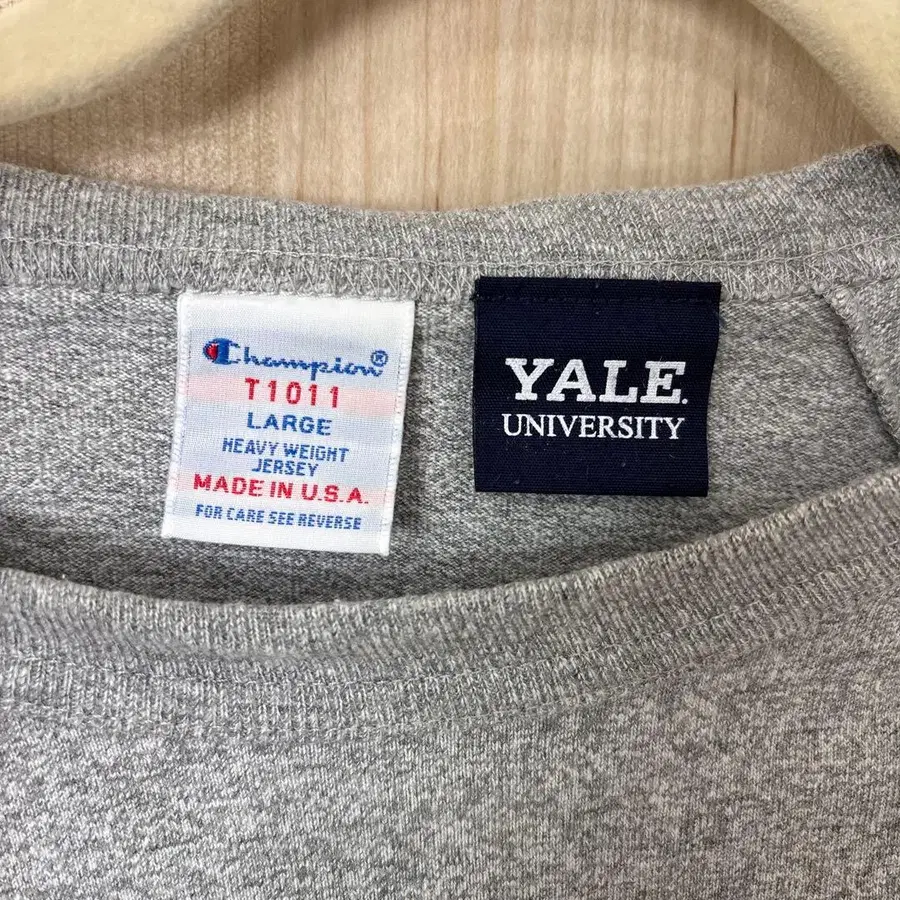 Champion®
T1011
LARGE
HEAVY WEIGHT
JERSEY
MADE IN U.S.A.
FOR CARE SEE REVERSE
YALE.
UNIVERSITY